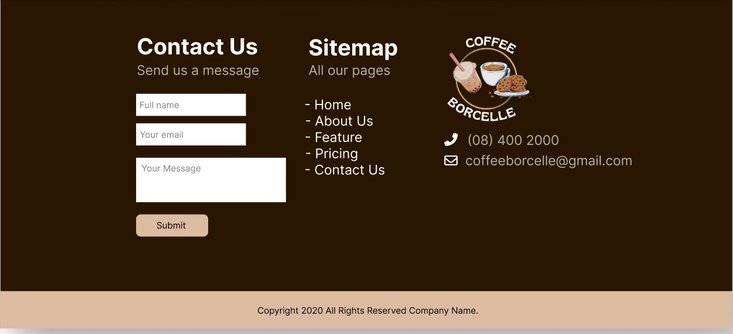 Contact Us
Send us a message
Full name
Your email
Your Message
Submit
Sitemap
All our pages
- Home
- About Us
- Feature
- Pricing
- Contact Us
COFFEE
BORCELLE
(08) 400 2000
coffeeborcelle@gmail.com
Copyright 2020 All Rights Reserved Company Name.